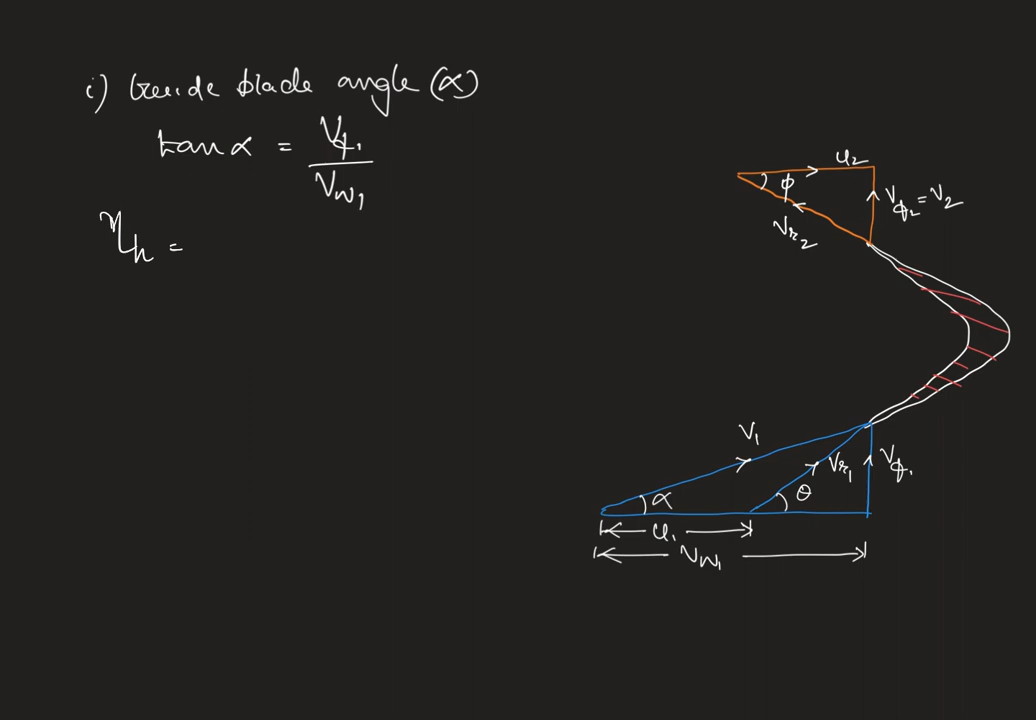 i) Guide blade angle (α)
tan α = Vf1 / Vw1
ηh =
u2
ϕ
Vf2 = V2
Vr2
V1
Vr1
Vf1
α
θ
u1
Vw1